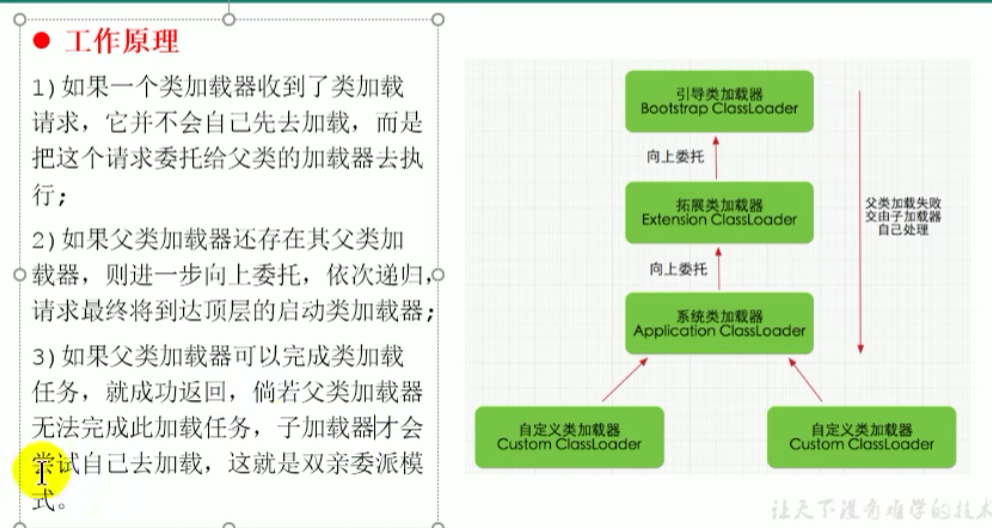 工作原理
1)如果一个类加载器收到了类加载
请求，它并不会自己先去加载，而是
把这个请求委托给父类的加载器去执
行；
2)如果父类加载器还存在其父类加
载器，则进一步向上委托，依次递归，
请求最终将到达顶层的启动类加载器；
3)如果父类加载器可以完成类加载
任务，就成功返回，倘若父类加载器
无法完成此加载任务，子加载器才会
尝试自己去加载，这就是双亲委派模
式。
引导类加载器
Bootstrap ClassLoader
向上委托
拓展类加载器
Extension ClassLoader
父类加载失败
交由子加载器
自己处理
向上委托
系统类加载器
Application ClassLoader
自定义类加载器
Custom ClassLoader
自定义类加载器
Custom ClassLoader
让天下没有难学的技术